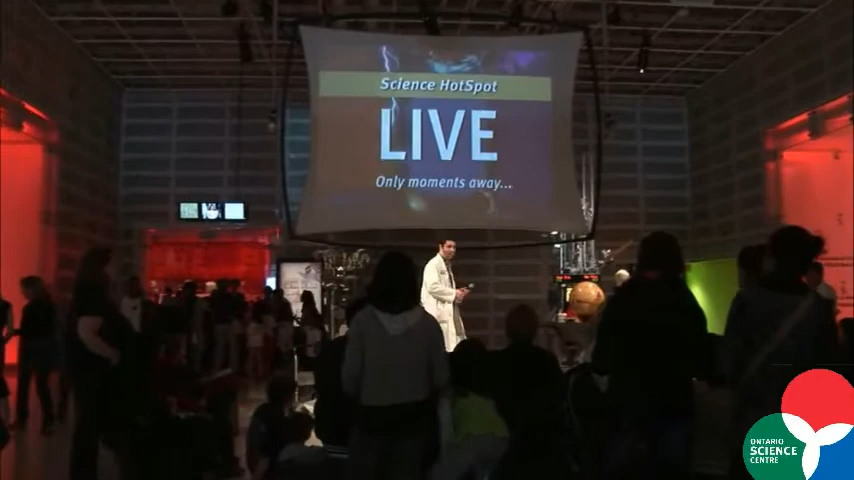 Science HotSpot
LIVE
Only moments away...
ONTARIO
SCIENCE
CENTRE